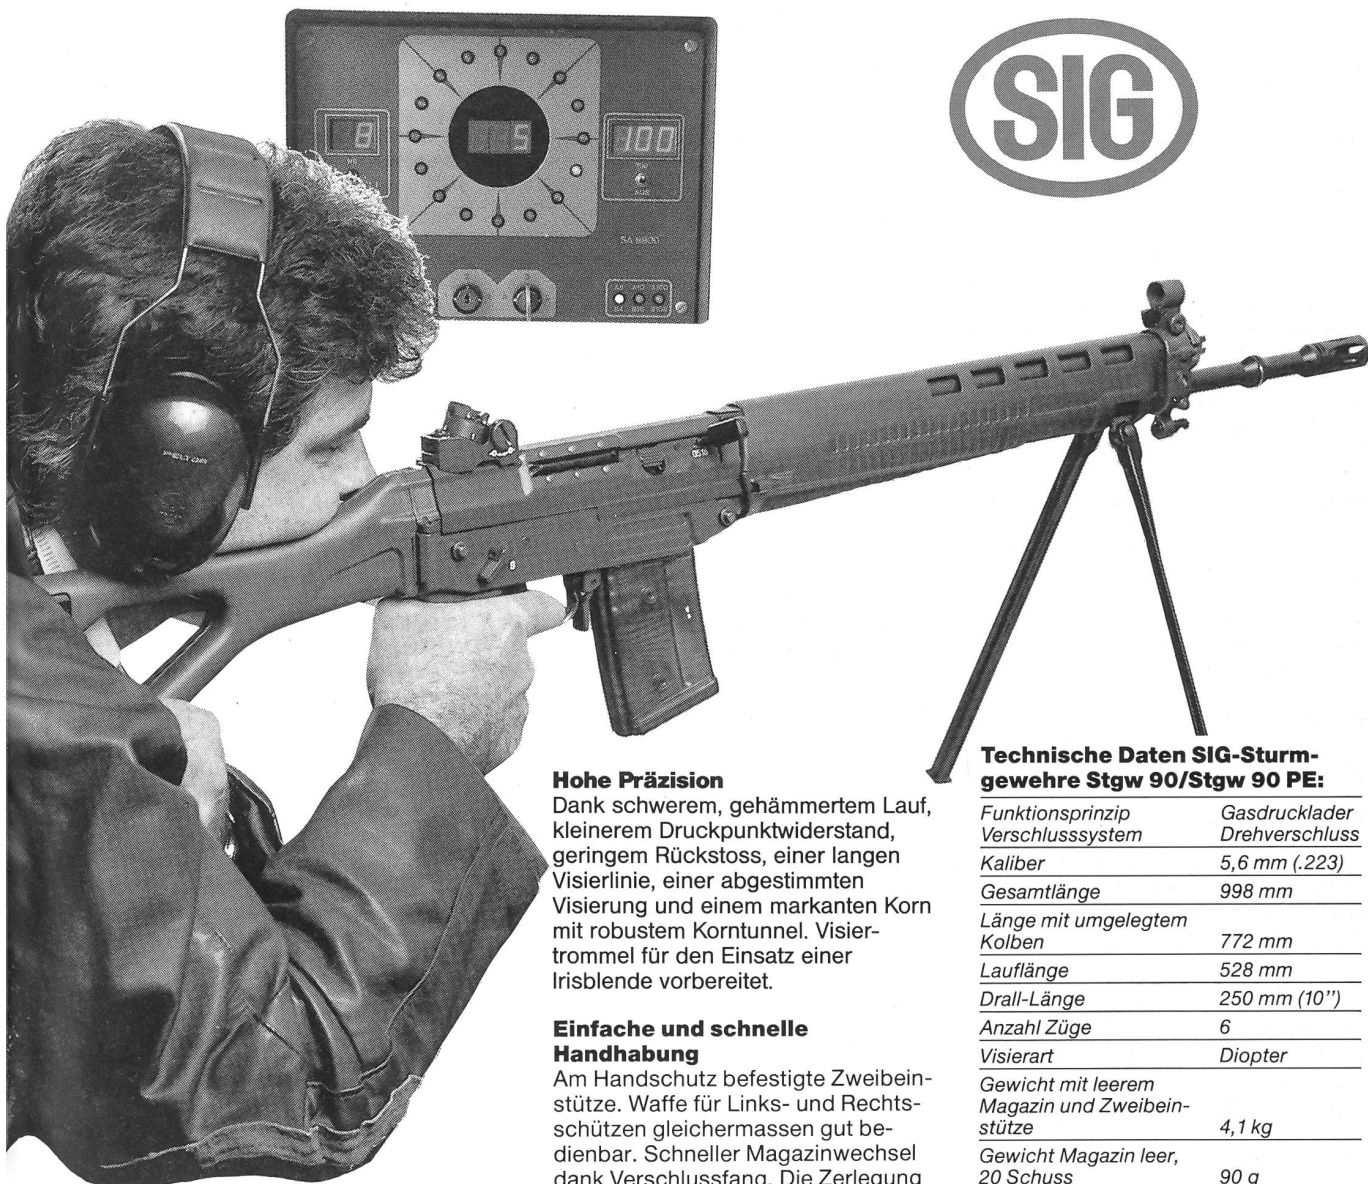 SIG
8
5
100
AUS
SA 8800
PELTOR
S
Hohe Präzision
Dank schwerem, gehämmertem Lauf,
kleinerem Druckpunktwiderstand,
geringem Rückstoss, einer langen
Visierlinie, einer abgestimmten
Visierung und einem markanten Korn
mit robustem Korntunnel. Visier-
trommel für den Einsatz einer
Irisblende vorbereitet.
Einfache und schnelle
Handhabung
Am Handschutz befestigte Zweibein-
stütze. Waffe für Links- und Rechts-
schützen gleichermassen gut be-
dienbar. Schneller Magazinwechsel
dank Verschlussfang. Die Zerlegung
Technische Daten SIG-Sturm-
gewehre Stgw 90/Stgw 90 PE:
Funktionsprinzip Gasdrucklader
Verschlusssystem Drehverschluss
Kaliber 5,6 mm (.223)
Gesamtlänge 998 mm
Länge mit umgelegtem
Kolben 772 mm
Lauflänge 528 mm
Drall-Länge 250 mm (10’’)
Anzahl Züge 6
Visierart Diopter
Gewicht mit leerem
Magazin und Zweibein-
stütze 4,1 kg
Gewicht Magazin leer,
20 Schuss 90 g